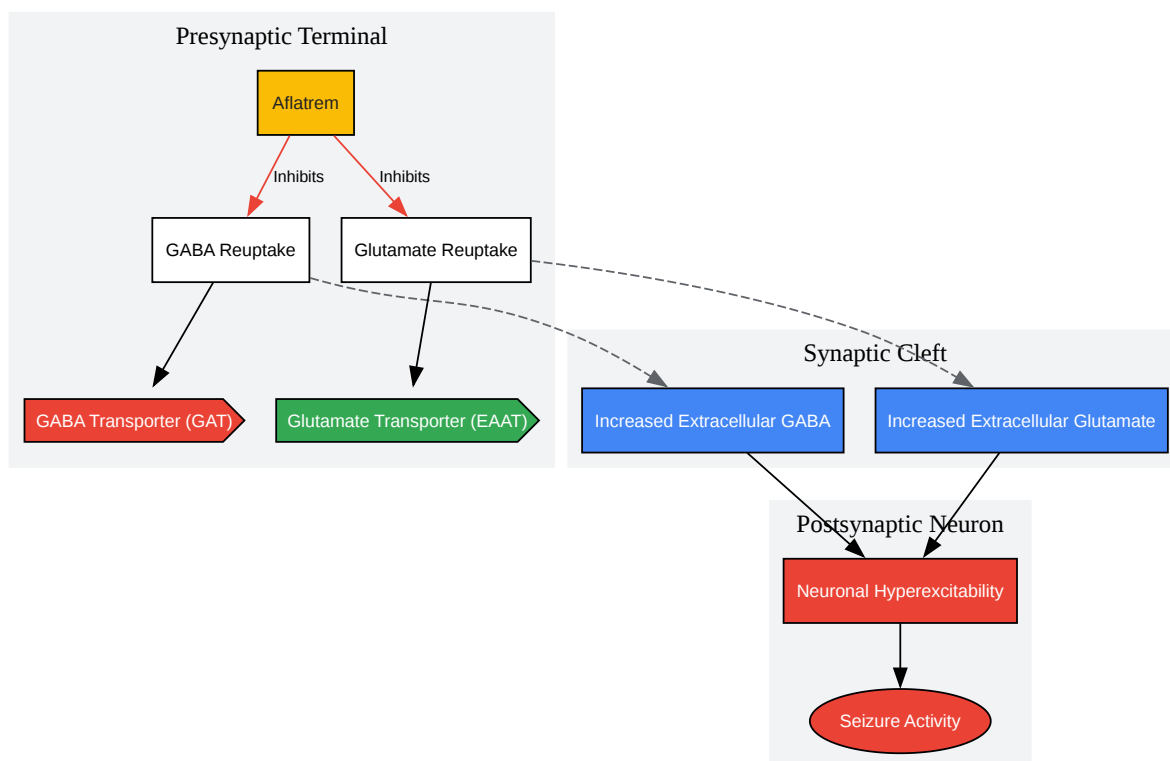 Presynaptic Terminal
Aflatrem
Inhibits
Inhibits
GABA Reuptake
Glutamate Reuptake
GABA Transporter (GAT)
Glutamate Transporter (EAAT)
Synaptic Cleft
Increased Extracellular GABA
Increased Extracellular Glutamate
Postsynaptic Neuron
Neuronal Hyperexcitability
Seizure Activity